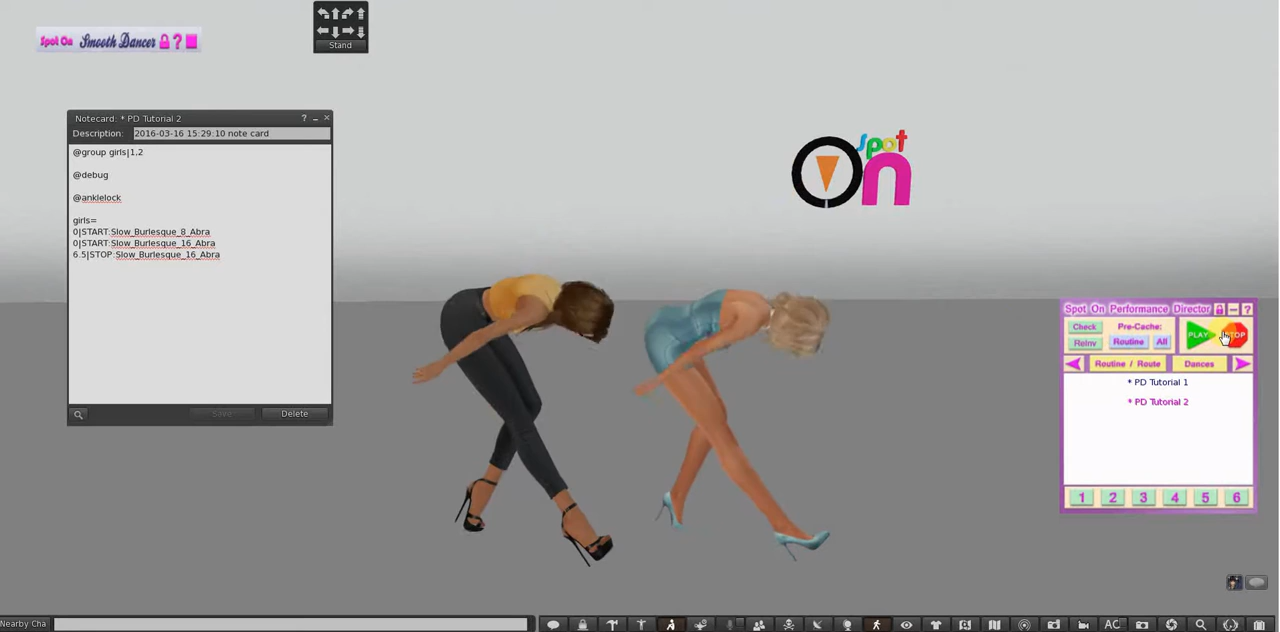 Spot On Smooth Dancer ?
Stand
Notecard: * PD Tutorial 2
Description: 2016-03-16 15:29:10 note card
@group girls|1,2
@debug
@anklelock
girls=
0|START:Slow_Burlesque_8_Abra
0|START:Slow_Burlesque_16_Abra
6.5|STOP:Slow_Burlesque_16_Abra
Save
Delete
spot
On
Spot On Performance Director
Check
Pre-Cache:
ReInv
Routine
All
PLAY
STOP
Routine / Route
Dances
* PD Tutorial 1
* PD Tutorial 2
1 2 3 4 5 6
Nearby Cha
AC